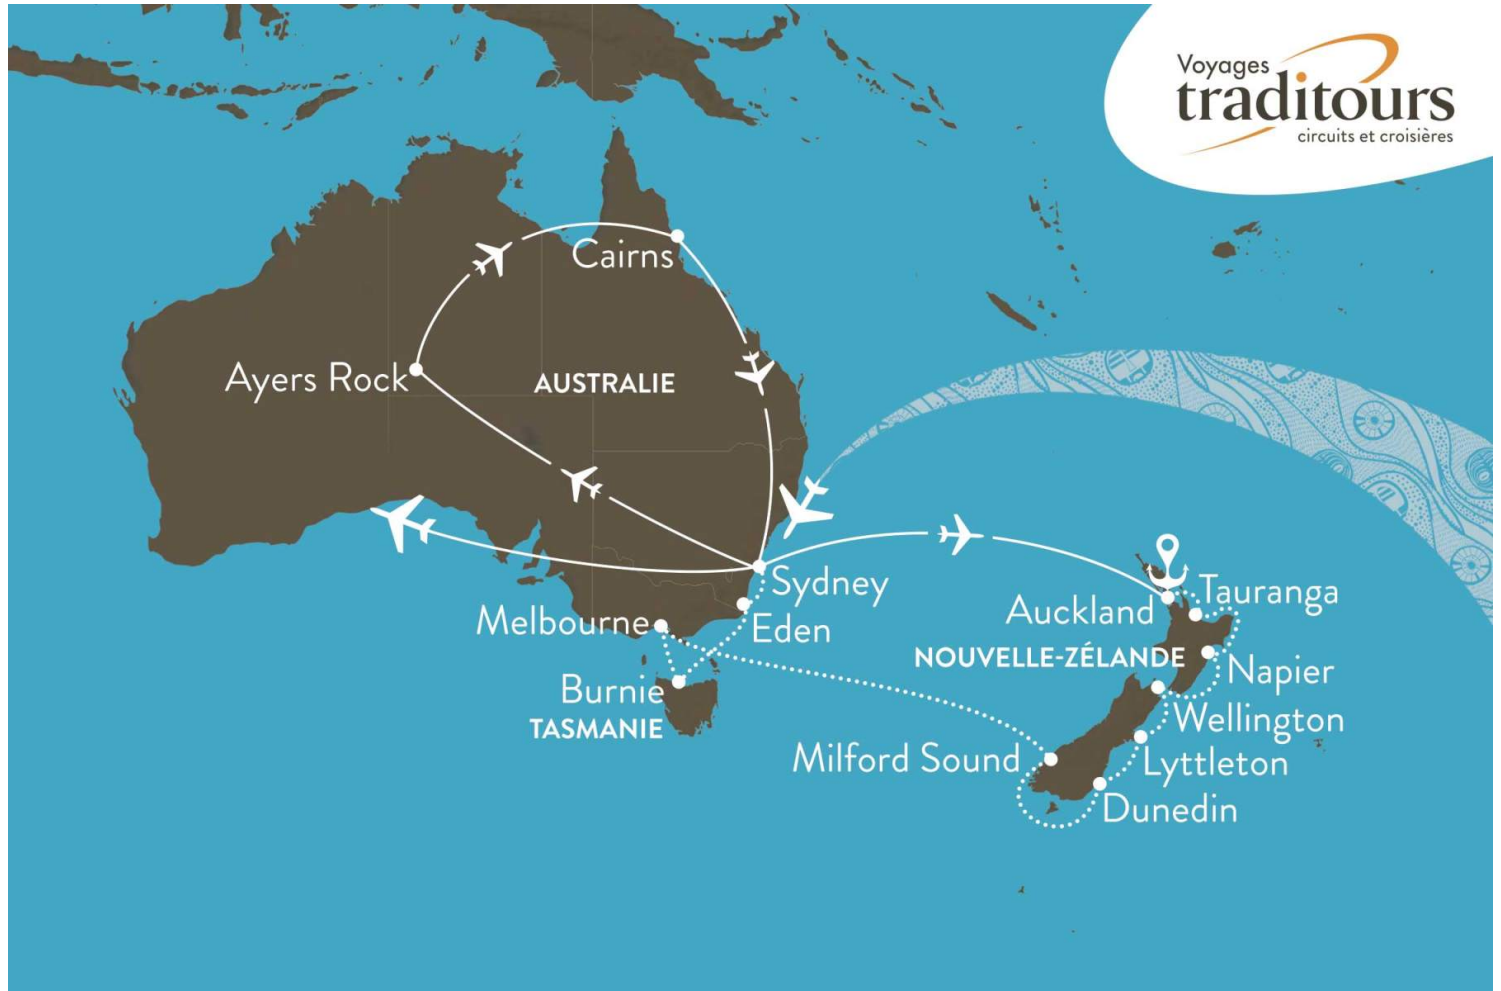 Voyages
traditours
circuits et croisières
Cairns
Ayers Rock
AUSTRALIE
Sydney
Eden
Melbourne
Burnie
TASMANIE
Auckland
Tauranga
NOUVELLE-ZÉLANDE
Napier
Wellington
Milford Sound
Lyttleton
Dunedin